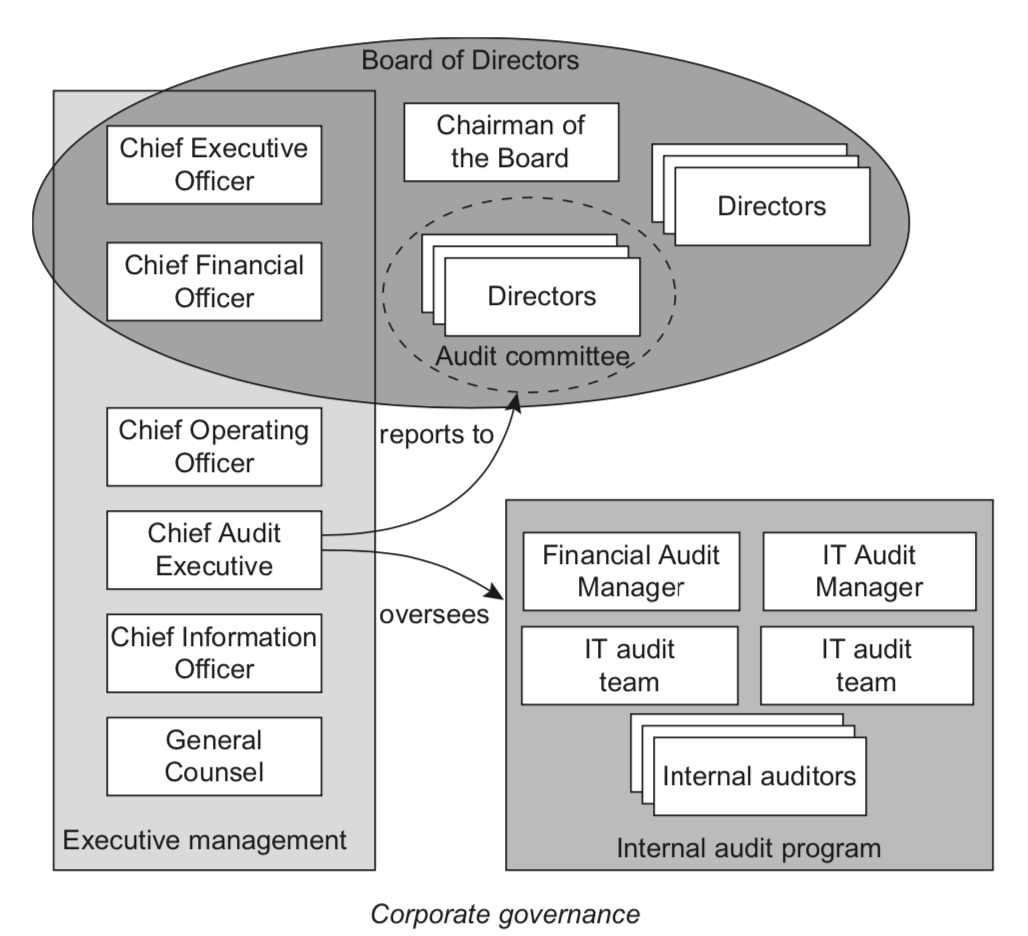 Board of Directors
Chief Executive
Officer
Chairman of
the Board
Directors
Chief Financial
Officer
Directors
Audit committee
Chief Operating
Officer
reports to
Chief Audit
Executive
oversees
Chief Information
Officer
General
Counsel
Executive management
Financial Audit
Manager
IT Audit
Manager
IT audit
team
IT audit
team
Internal auditors
Internal audit program
Corporate governance